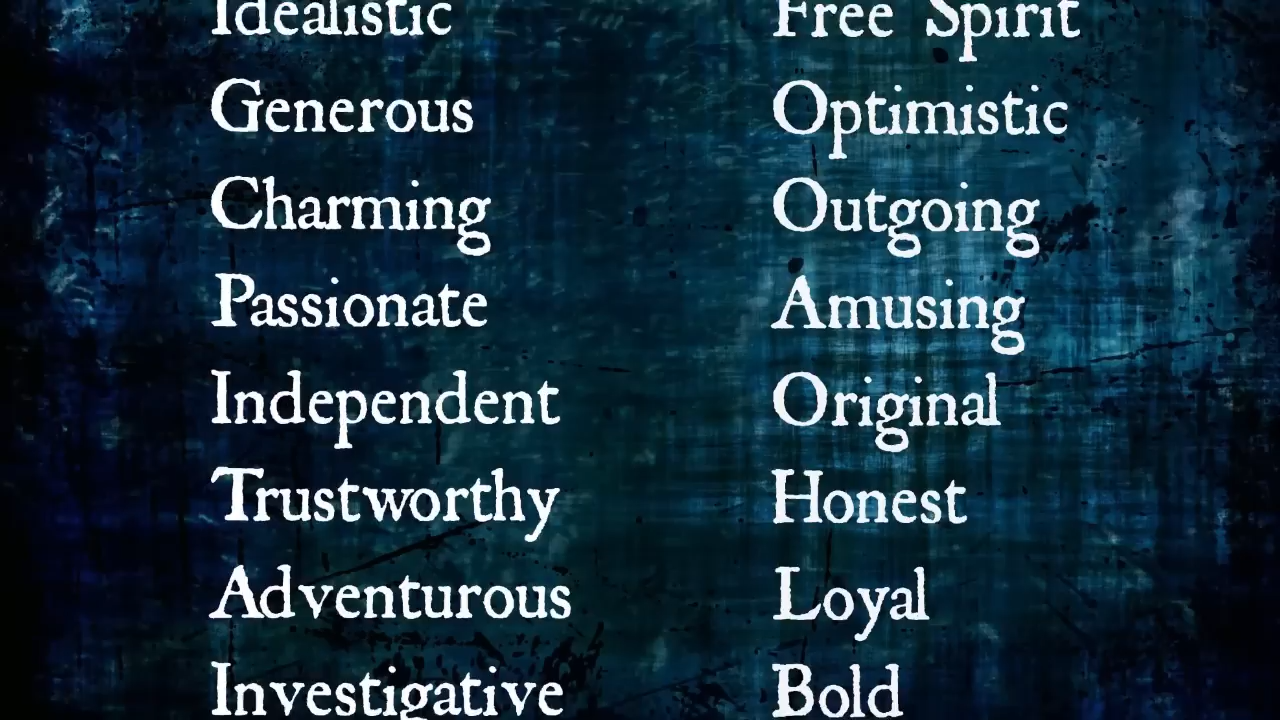 Idealistic
Generous
Charming
Passionate
Independent
Trustworthy
Adventurous
Investigative
Free Spirit
Optimistic
Outgoing
Amusing
Original
Honest
Loyal
Bold